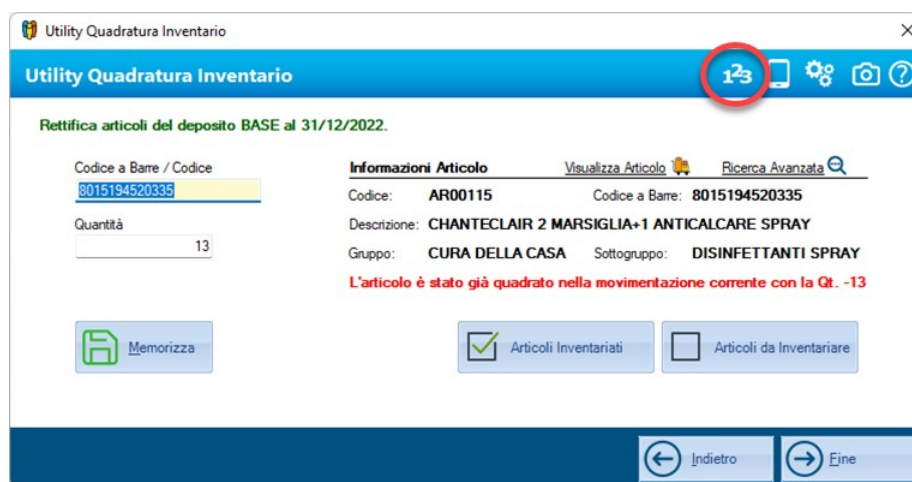 Utility Quadratura Inventario
Utility Quadratura Inventario
123
Rettifica articoli del deposito BASE al 31/12/2022.
Codice a Barre / Codice
8015194520335
Quantità
13
Informazioni Articolo Visualizza Articolo Ricerca Avanzata
Codice: AR00115 Codice a Barre: 8015194520335
Descrizione: CHANTECLAIR 2 MARSIGLIA+1 ANTICALCARE SPRAY
Gruppo: CURA DELLA CASA Sottogruppo: DISINFETTANTI SPRAY
L'articolo è stato già quadrato nella movimentazione corrente con la Qt. -13
Memorizza Articoli Inventariati Articoli da Inventariare
Indietro Fine